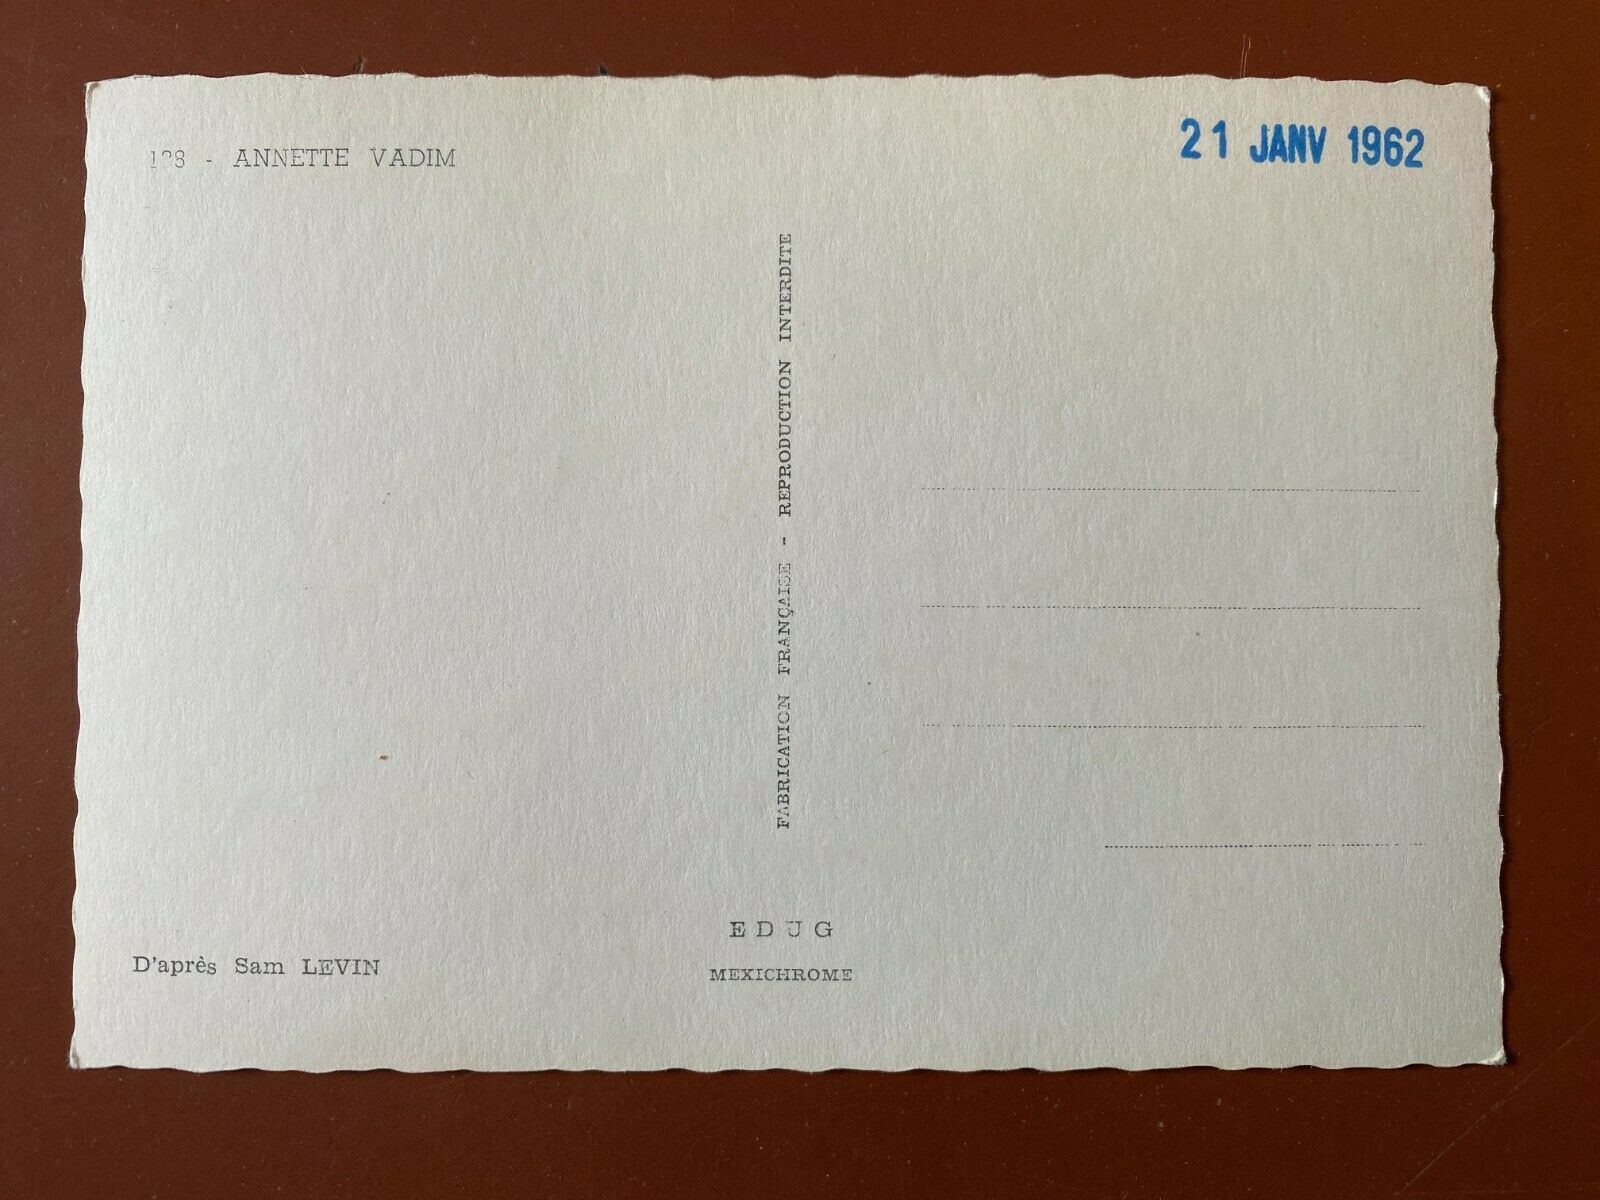 - ANNETTE VADIM
21 JANV 1962
FABRICATION FRANÇAISE - REPRODUCTION INTERDITE
EDUG
MEXICHROME
D'après Sam LEVIN